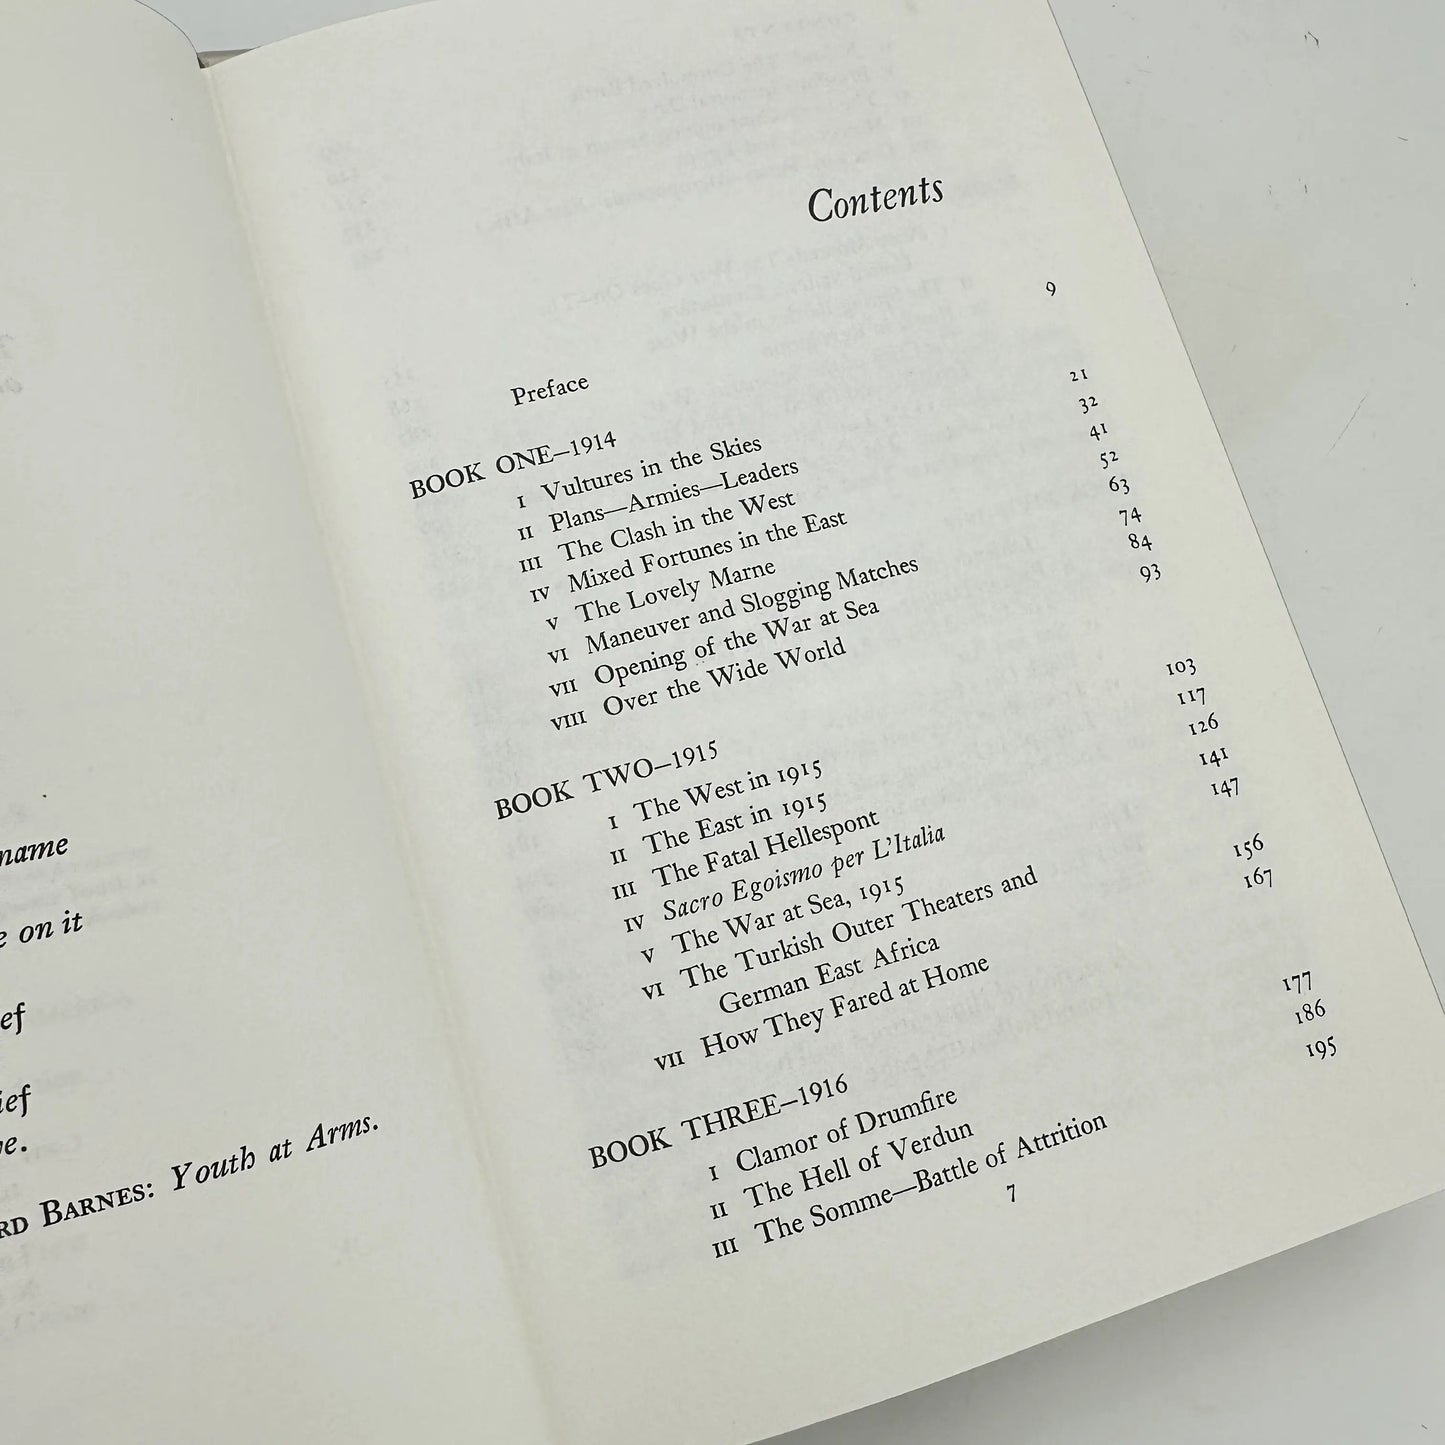 name
on it
ef
ief
BARNES: Youth at Arms.
Contents
Preface 9
BOOK ONE–1914
I Vultures in the Skies 21
II Plans—Armies—Leaders 32
III The Clash in the West 41
IV Mixed Fortunes in the East 52
V The Lovely Marne 63
VI Maneuver and Slogging Matches 74
VII Opening of the War at Sea 84
VIII Over the Wide World 93
BOOK TWO–1915
I The West in 1915 103
II The East in 1915 117
III The Fatal Hellespont 126
IV Sacro Egoismo per L'Italia 141
V The War at Sea, 1915 147
VI The Turkish Outer Theaters and
German East Africa 156
VII How They Fared at Home 167
BOOK THREE–1916
I Clamor of Drumfire 177
II The Hell of Verdun 186
III The Somme—Battle of Attrition 195
7